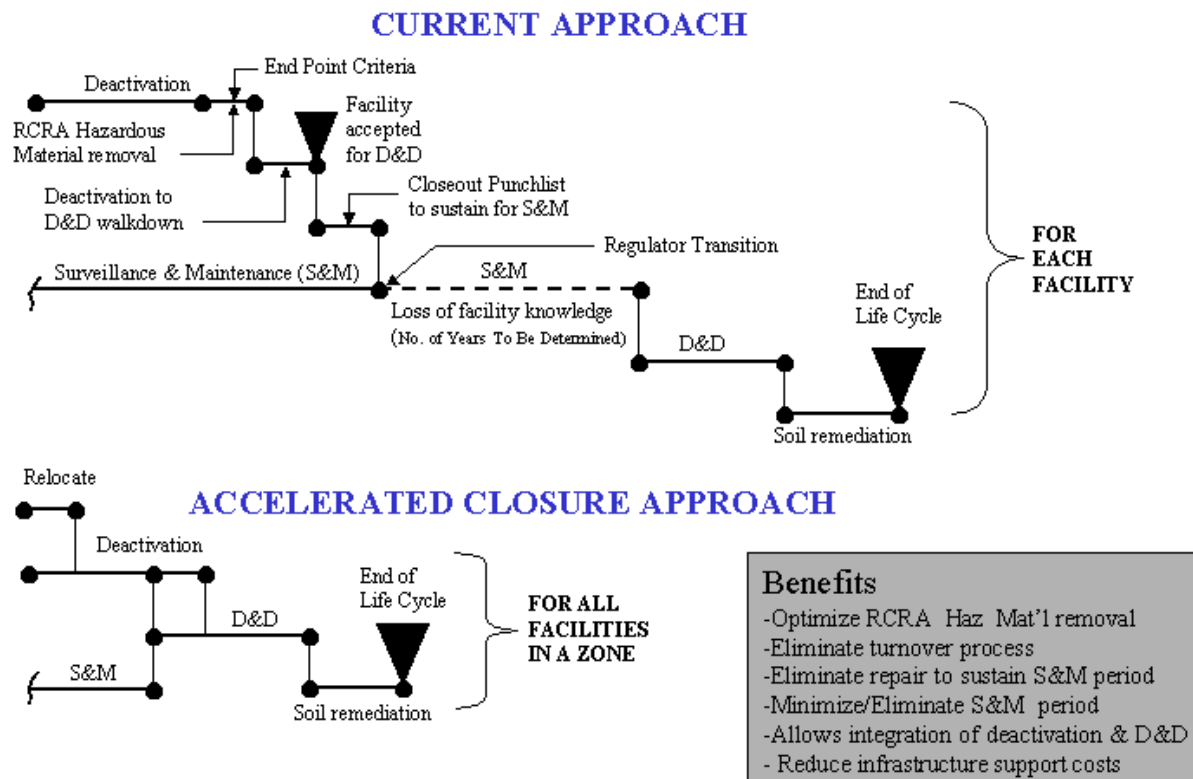 CURRENT APPROACH
End Point Criteria
Deactivation
RCRA Hazardous
Material removal
Facility
accepted
for D&D
Deactivation to
D&D walkdown
Closeout Punchlist
to sustain for S&M
Regulator Transition
Surveillance & Maintenance (S&M)
S&M
Loss of facility knowledge
(No. of Years To Be Determined)
D&D
End of
Life Cycle
Soil remediation
FOR
EACH
FACILITY
ACCELERATED CLOSURE APPROACH
Relocate
Deactivation
D&D
S&M
End of
Life Cycle
Soil remediation
FOR ALL
FACILITIES
IN A ZONE
Benefits
-Optimize RCRA Haz Mat'l removal
-Eliminate turnover process
-Eliminate repair to sustain S&M period
-Minimize/Eliminate S&M period
-Allows integration of deactivation & D&D
- Reduce infrastructure support costs